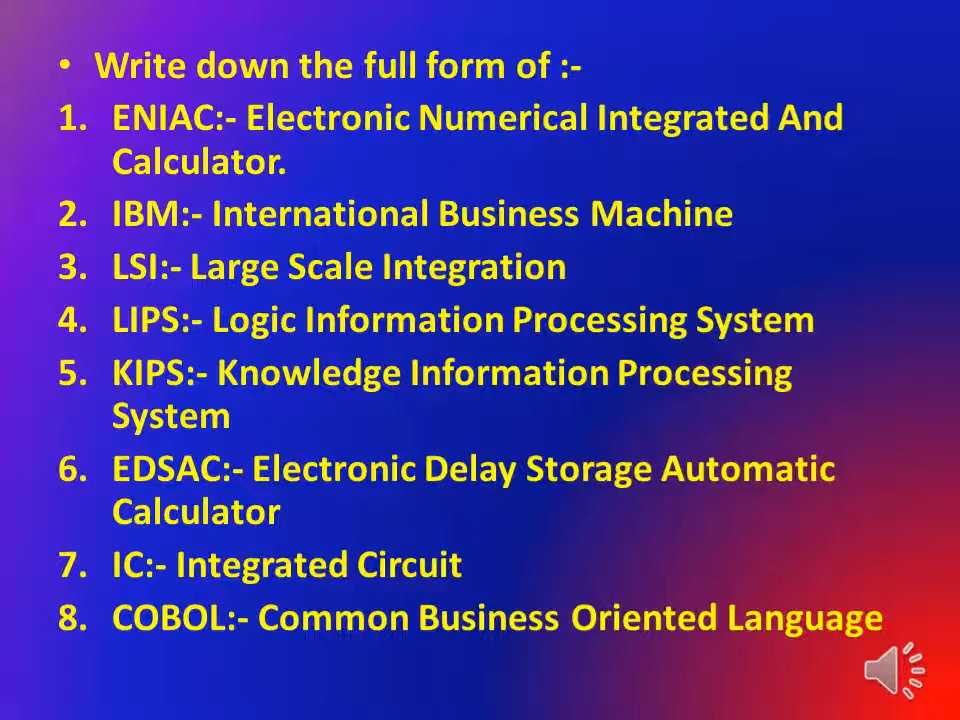 • Write down the full form of :-
1. ENIAC:- Electronic Numerical Integrated And
Calculator.
2. IBM:- International Business Machine
3. LSI:- Large Scale Integration
4. LIPS:- Logic Information Processing System
5. KIPS:- Knowledge Information Processing
System
6. EDSAC:- Electronic Delay Storage Automatic
Calculator
7. IC:- Integrated Circuit
8. COBOL:- Common Business Oriented Language